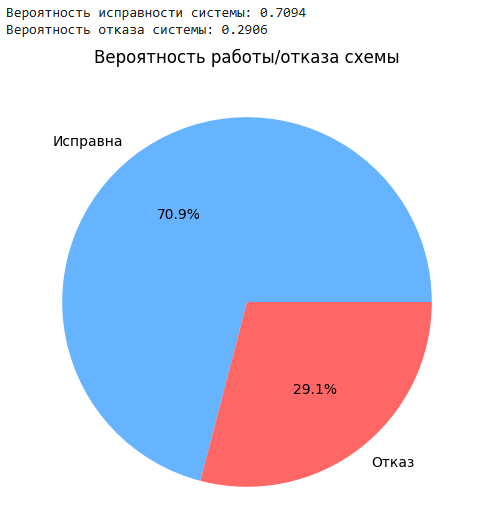 Вероятность исправности системы: 0.7094
Вероятность отказа системы: 0.2906
Вероятность работы/отказа схемы
Исправна
70.9%
29.1%
Отказ